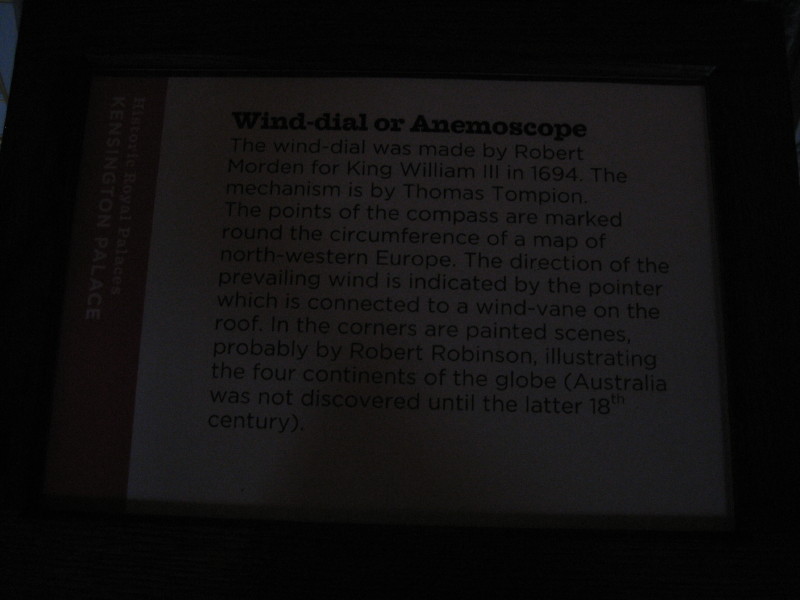 Historic Royal Palaces
KENSINGTON PALACE
Wind-dial or Anemoscope
The wind-dial was made by Robert
Morden for King William III in 1694. The
mechanism is by Thomas Tompion.
The points of the compass are marked
round the circumference of a map of
north-western Europe. The direction of the
prevailing wind is indicated by the pointer
which is connected to a wind-vane on the
roof. In the corners are painted scenes,
probably by Robert Robinson, illustrating
the four continents of the globe (Australia
was not discovered until the latter 18th
century).